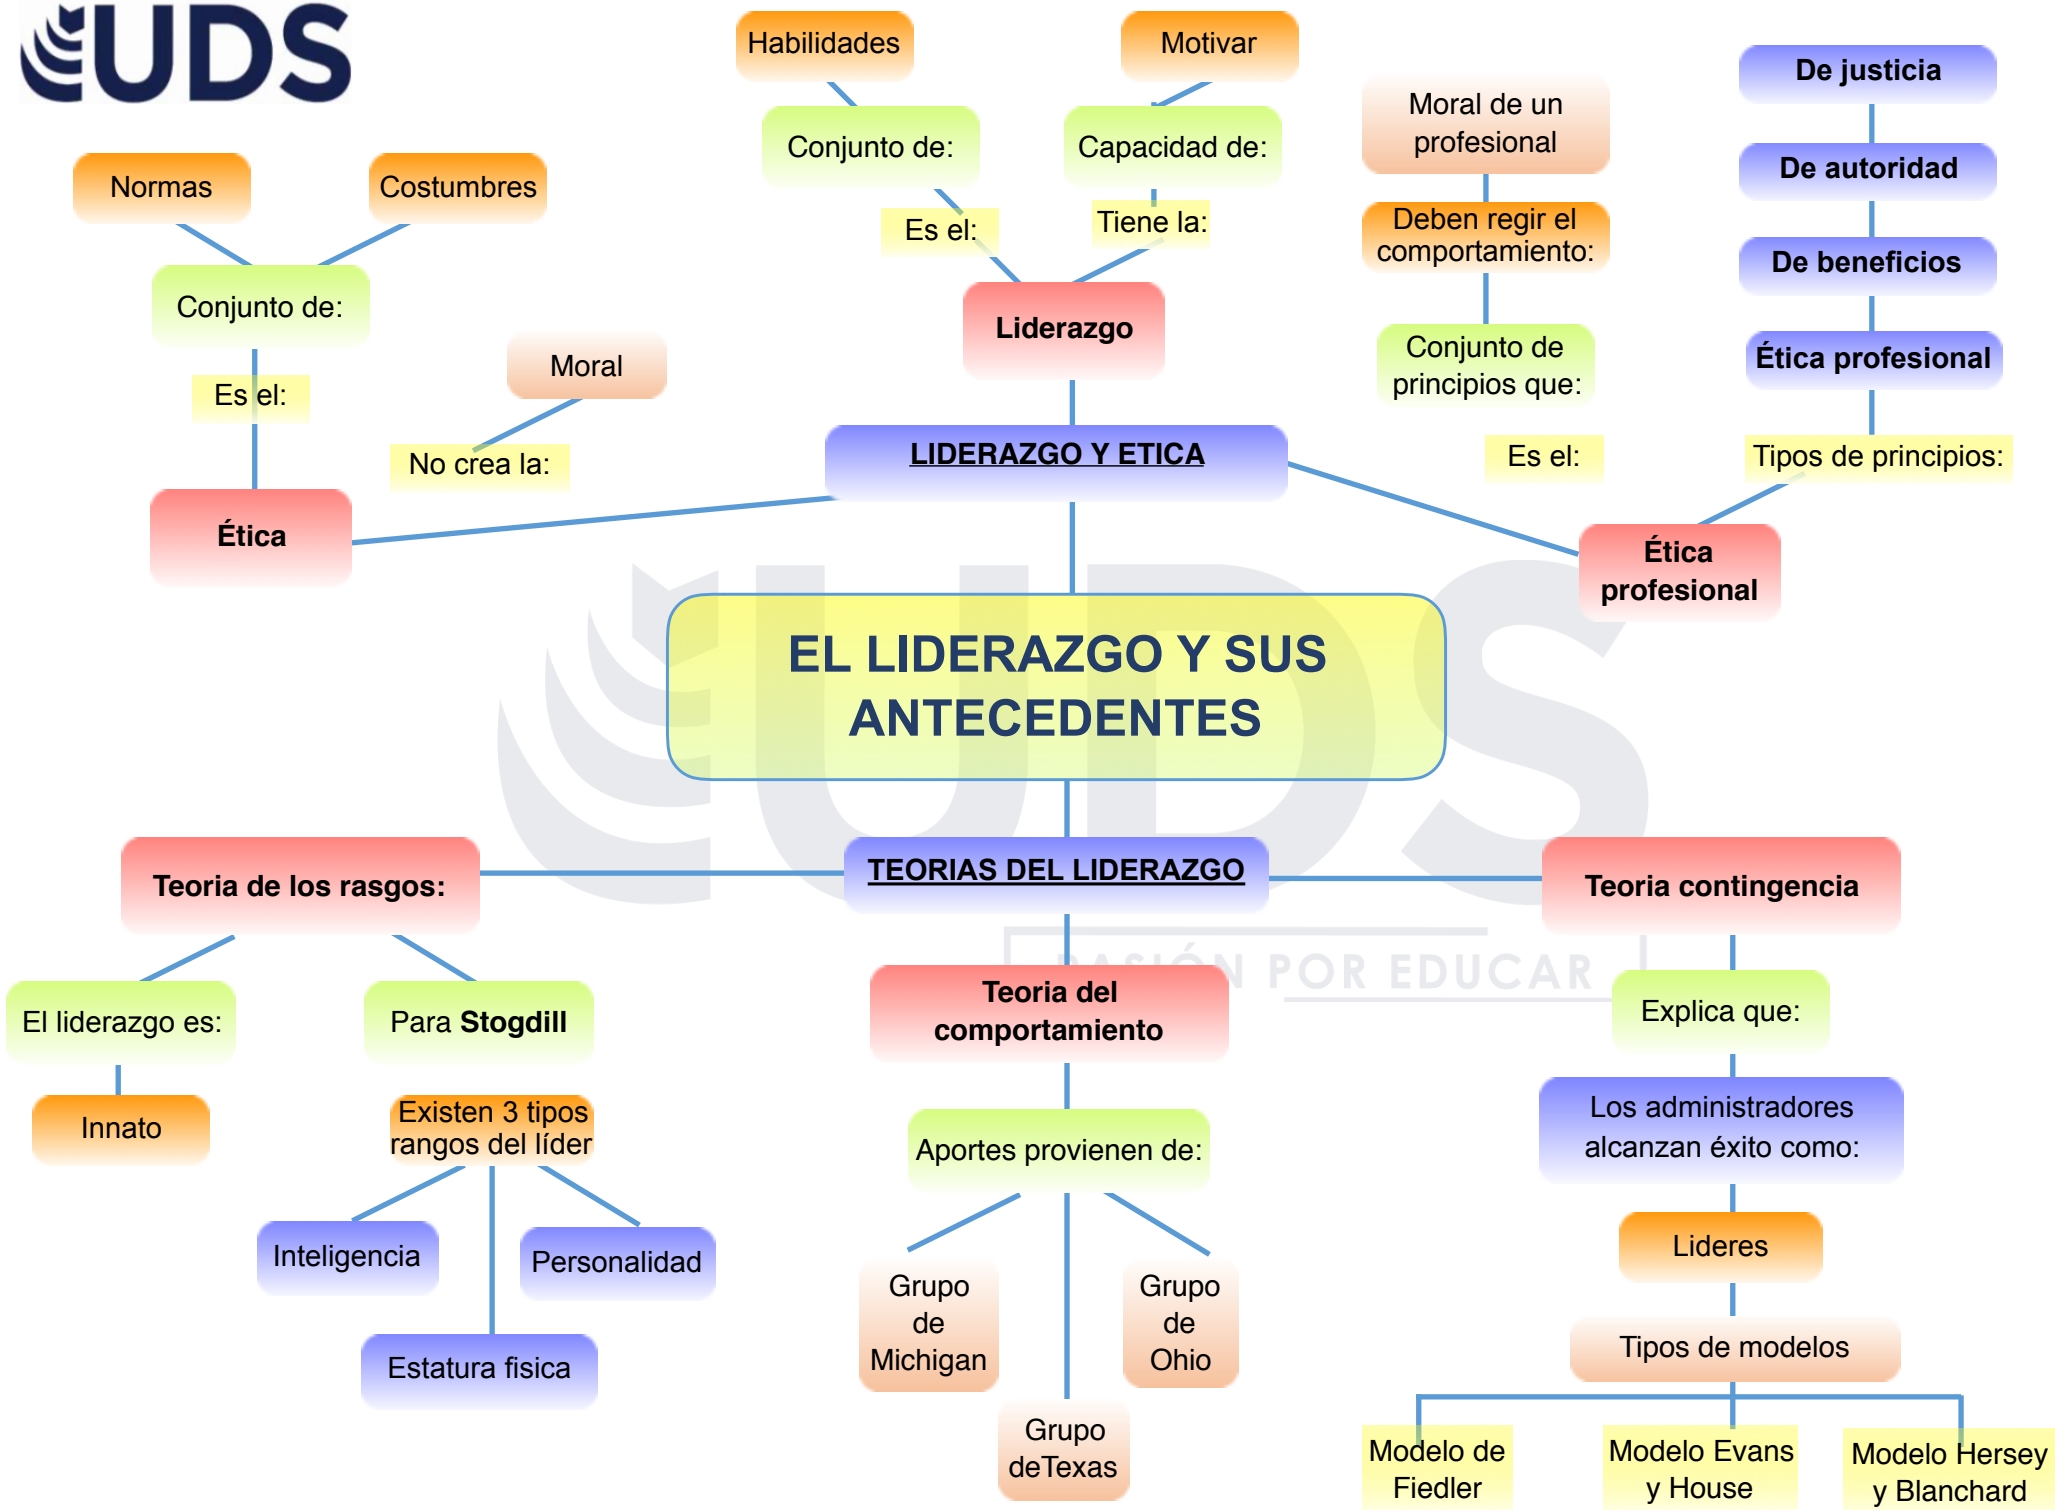 UDS
Habilidades
Motivar
Conjunto de:
Capacidad de:
Es el:
Tiene la:
Liderazgo
Normas
Costumbres
Conjunto de:
Es el:
Moral
No crea la:
Ética
LIDERAZGO Y ETICA
Moral de un
profesional
Deben regir el
comportamiento:
Conjunto de
principios que:
Es el:
De justicia
De autoridad
De beneficios
Ética profesional
Tipos de principios:
Ética
profesional
EL LIDERAZGO Y SUS
ANTECEDENTES
UDS
PASIÓN POR EDUCAR
TEORIAS DEL LIDERAZGO
Teoria de los rasgos:
El liderazgo es:
Innato
Para Stogdill
Existen 3 tipos
rangos del líder
Inteligencia
Personalidad
Estatura fisica
Teoria del
comportamiento
Aportes provienen de:
Grupo
de
Michigan
Grupo
deTexas
Grupo
de
Ohio
Teoria contingencia
Explica que:
Los administradores
alcanzan éxito como:
Lideres
Tipos de modelos
Modelo de
Fiedler
Modelo Evans
y House
Modelo Hersey
y Blanchard